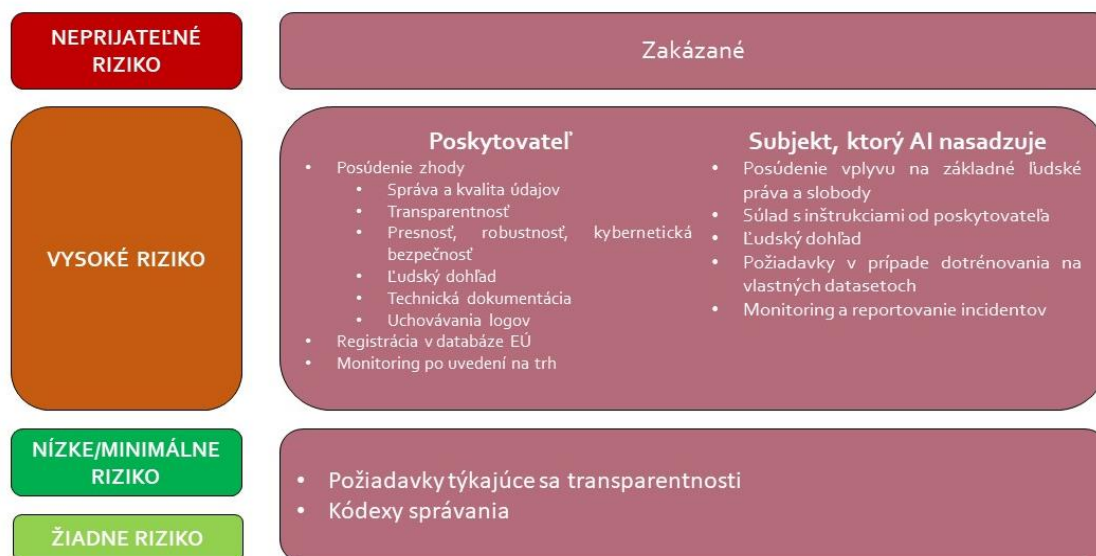 NEPRIJATEĽNÉ
RIZIKO
Zakázané
VYSOKÉ RIZIKO
Poskytovateľ
• Posúdenie zhody
• Správa a kvalita údajov
• Transparentnosť
• Presnosť, robustnosť, kybernetická
bezpečnosť
• Ľudský dohľad
• Technická dokumentácia
• Uchovávania logov
• Registrácia v databáze EÚ
• Monitoring po uvedení na trh
Subjekt, ktorý AI nasadzuje
• Posúdenie vplyvu na základné ľudské
práva a slobody
• Súlad s inštrukciami od poskytovateľa
• Ľudský dohľad
• Požiadavky v prípade dotrénovania na
vlastných datasetoch
• Monitoring a reportovanie incidentov
NÍZKE/MINIMÁLNE
RIZIKO
ŽIADNE RIZIKO
• Požiadavky týkajúce sa transparentnosti
• Kódexy správania